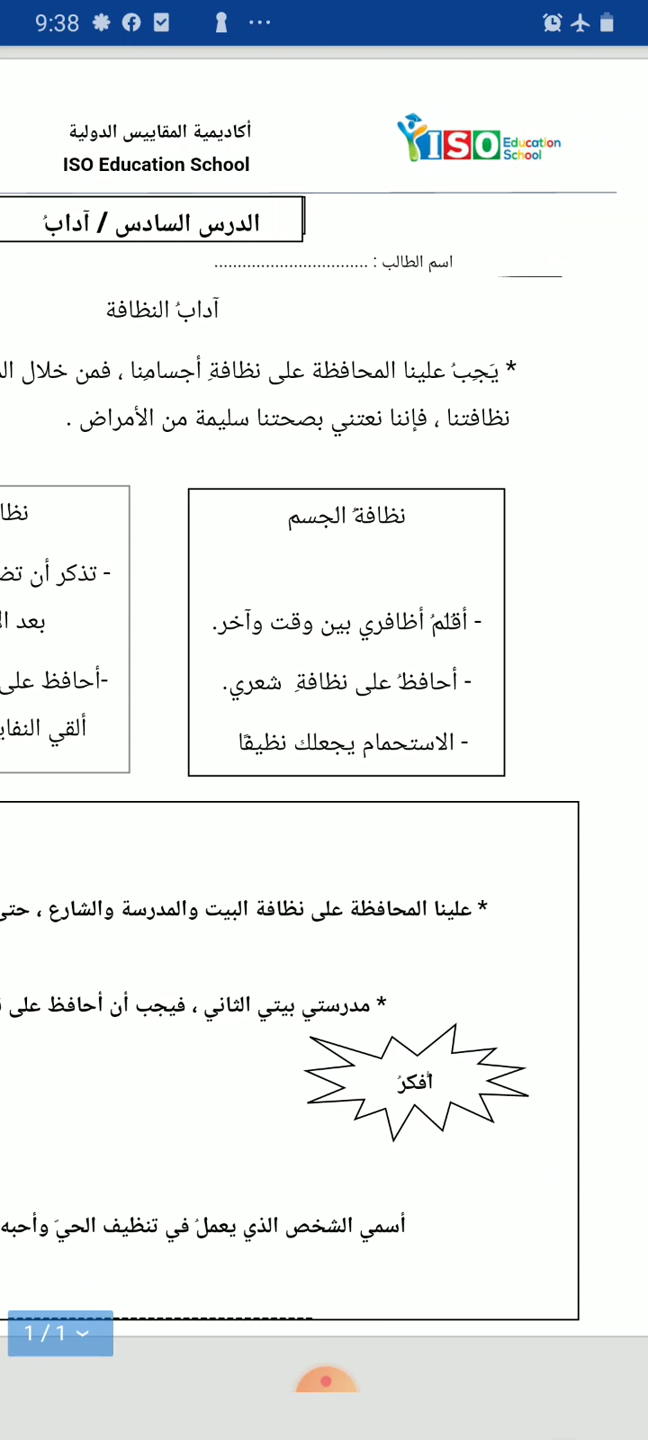 9:38
أكاديمية المقاييس الدولية
ISO Education School
ISO Education School
الدرس السادس / آدابُ
اسم الطالب : .................................
آدابُ النظافة
* يَجِبُ علينا المحافظة على نظافةِ أجسامِنا ، فمن خلال
نظافتنا ، فإننا نعتني بصحتنا سليمة من الأمراض .
نظافةُ الجسم
- أقلمُ أظافري بين وقت وآخر.
- أحافظُ على نظافةِ شعري.
- الاستحمام يجعلك نظيفًا
- تذكر أن
بعد
-أحافظ على
ألقي
* علينا المحافظة على نظافة البيت والمدرسة والشارع ، حتى
* مدرستي بيتي الثاني ، فيجب أن أحافظ على
أفكرُ
أسمي الشخص الذي يعملُ في تنظيف الحيّ وأحبه
1/1